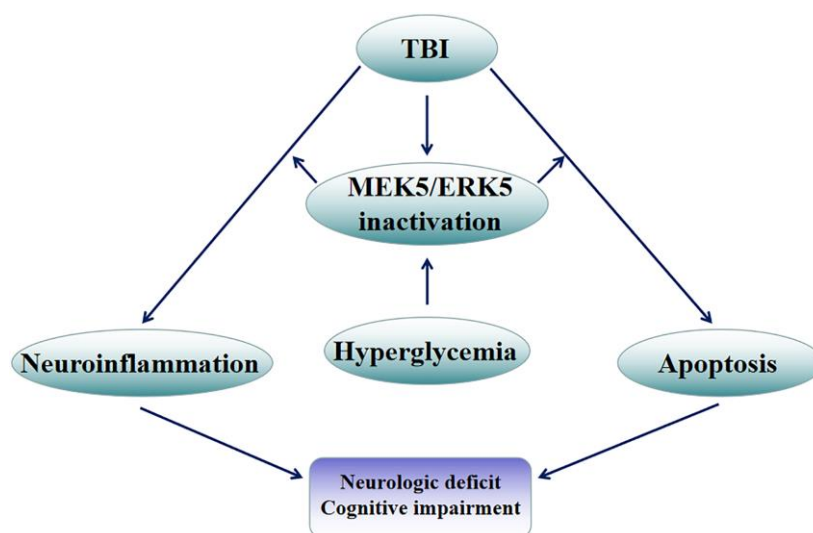 TBI
MEK5/ERK5
inactivation
Neuroinflammation
Hyperglycemia
Apoptosis
Neurologic deficit
Cognitive impairment